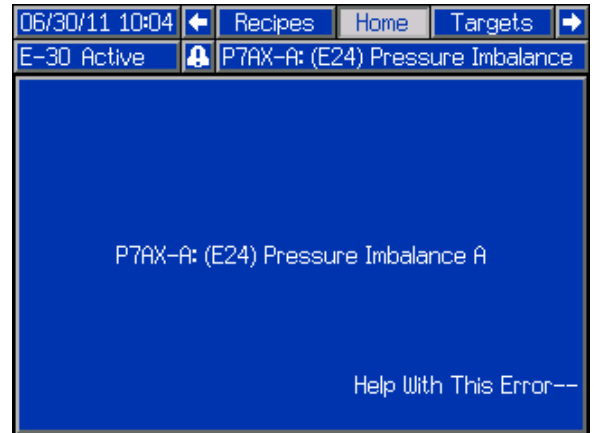 06/30/11 10:04 Recipes Home Targets
E-30 Active P7AX-A: (E24) Pressure Imbalance
P7AX-A: (E24) Pressure Imbalance A
Help With This Error--